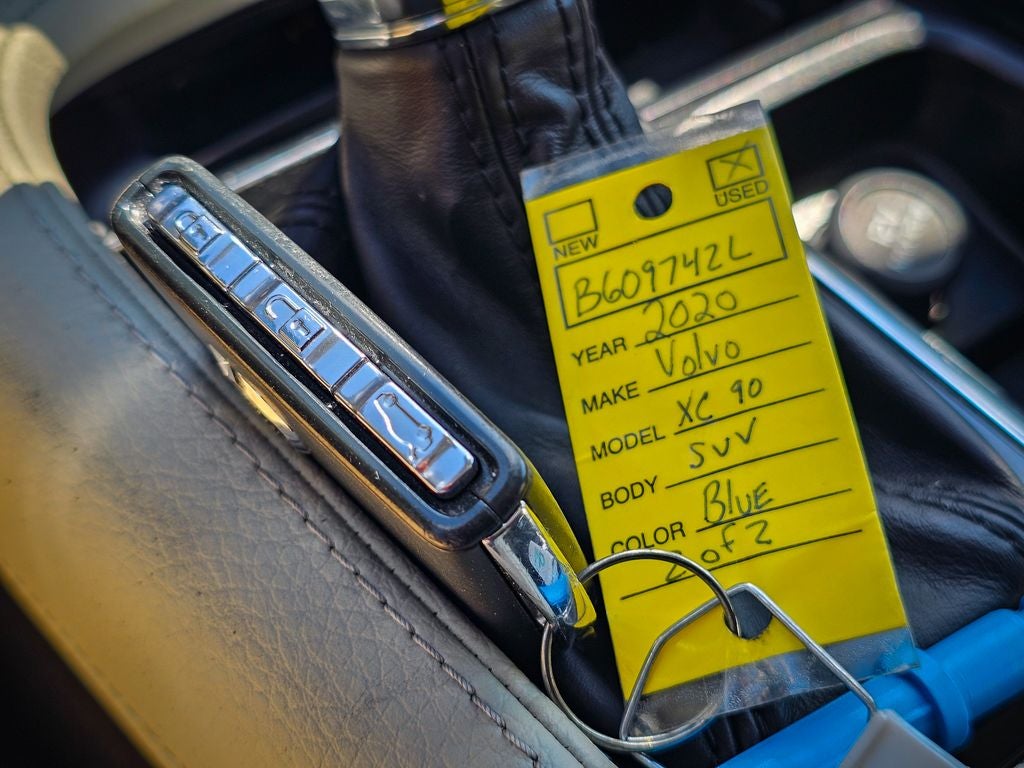 NEW USED
B609742L
YEAR 2020
MAKE Volvo
MODEL XC 90
BODY SUV
COLOR Blue
2 of 2